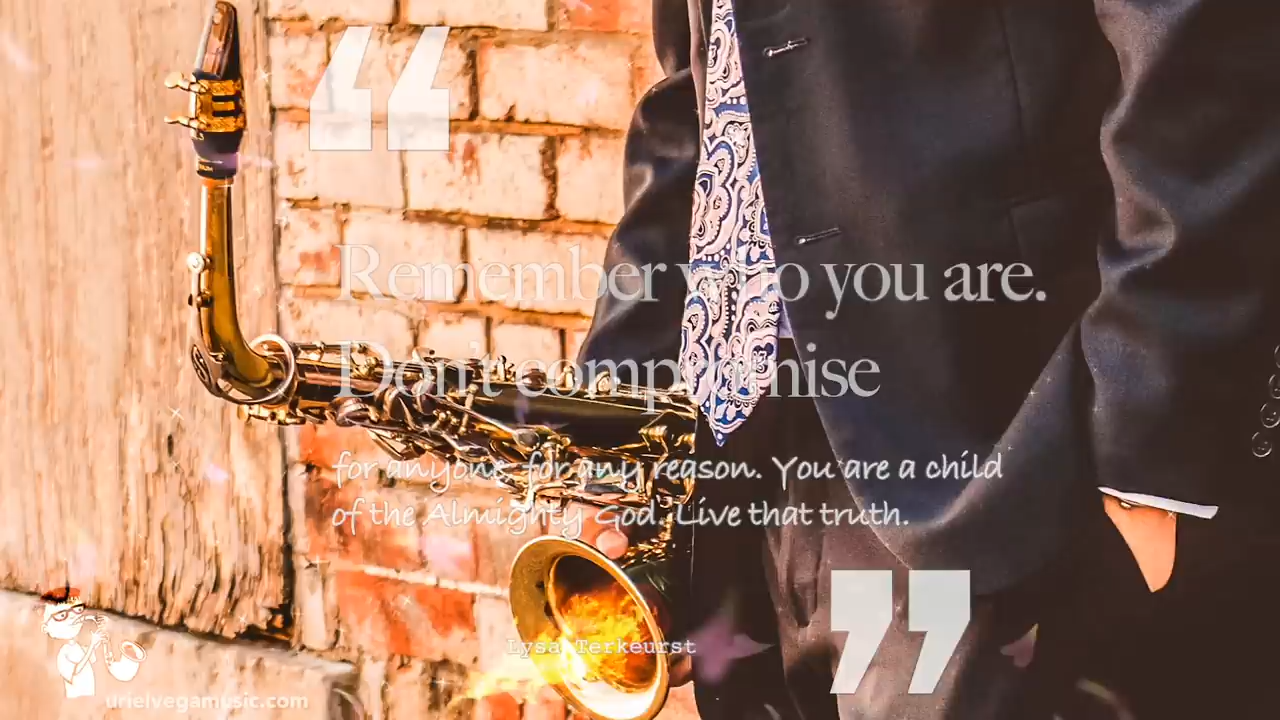 “
Remember who you are.
Don't compromise
for anyone, for any reason. You are a child
of the Almighty God. Live that truth.
”
Lysa Terkeurst
urielvegamusic.com